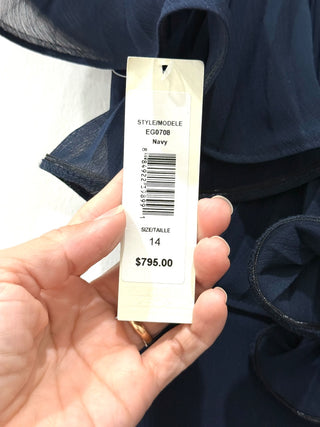 STYLE/MODELE
EG0708
Navy
SIZE/TAILLE
14
$795.00